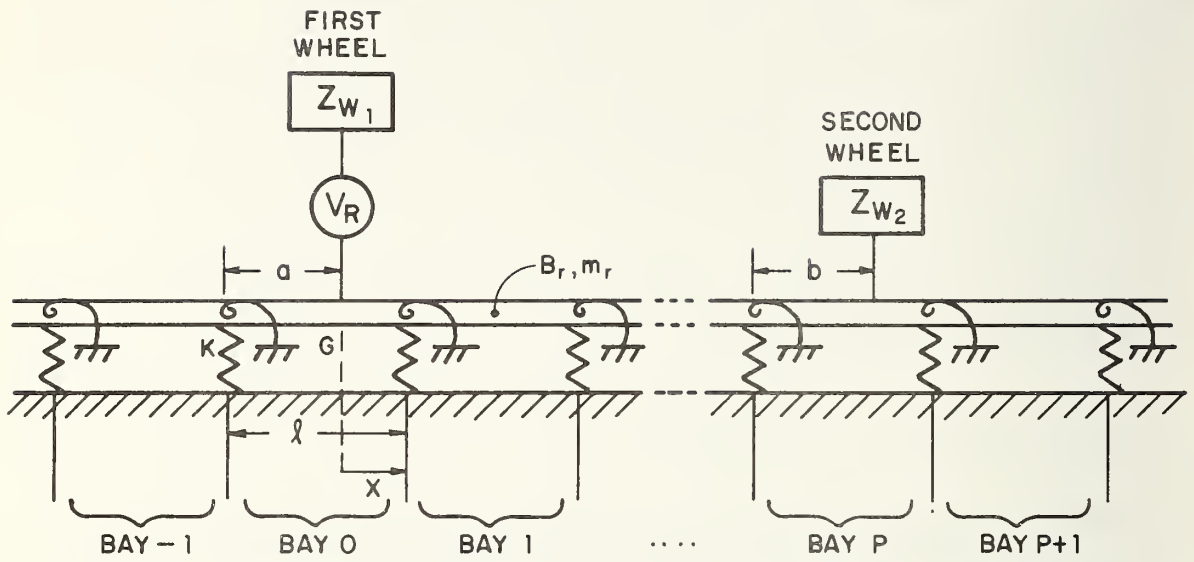 FIRST
WHEEL
Z_W1
V_R
SECOND
WHEEL
Z_W2
a
B_r, m_r
b
K
G
ℓ
X
BAY -1
BAY 0
BAY 1
....
BAY P
BAY P+1